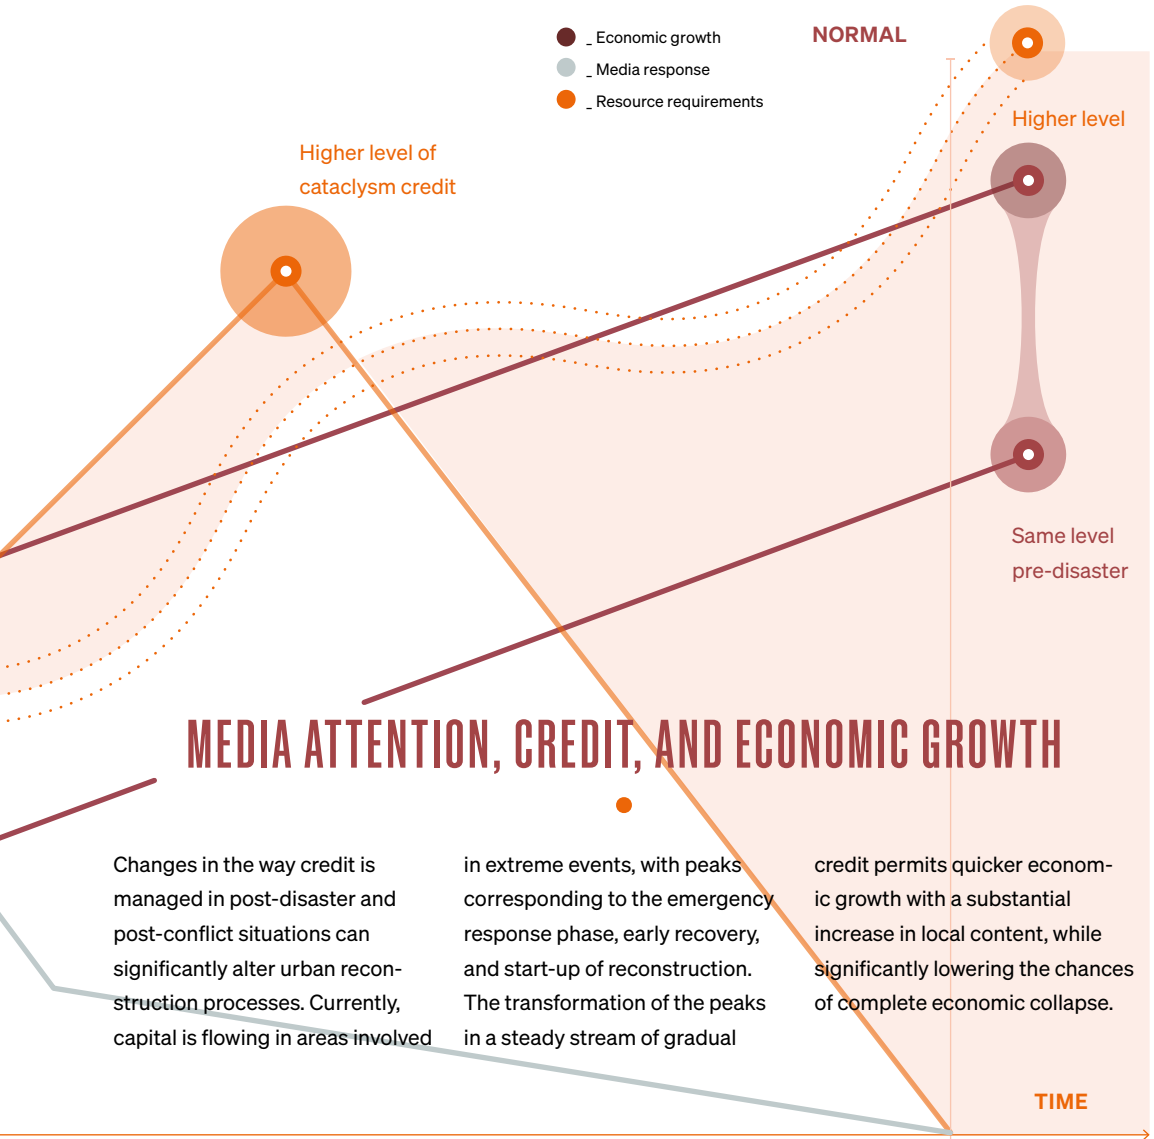 _ Economic growth
_ Media response
_ Resource requirements
NORMAL
Higher level of
cataclysm credit
Higher level
Same level
pre-disaster
MEDIA ATTENTION, CREDIT, AND ECONOMIC GROWTH
Changes in the way credit is
managed in post-disaster and
post-conflict situations can
significantly alter urban recon-
struction processes. Currently,
capital is flowing in areas involved
in extreme events, with peaks
corresponding to the emergency
response phase, early recovery,
and start-up of reconstruction.
The transformation of the peaks
in a steady stream of gradual
credit permits quicker econom-
ic growth with a substantial
increase in local content, while
significantly lowering the chances
of complete economic collapse.
TIME